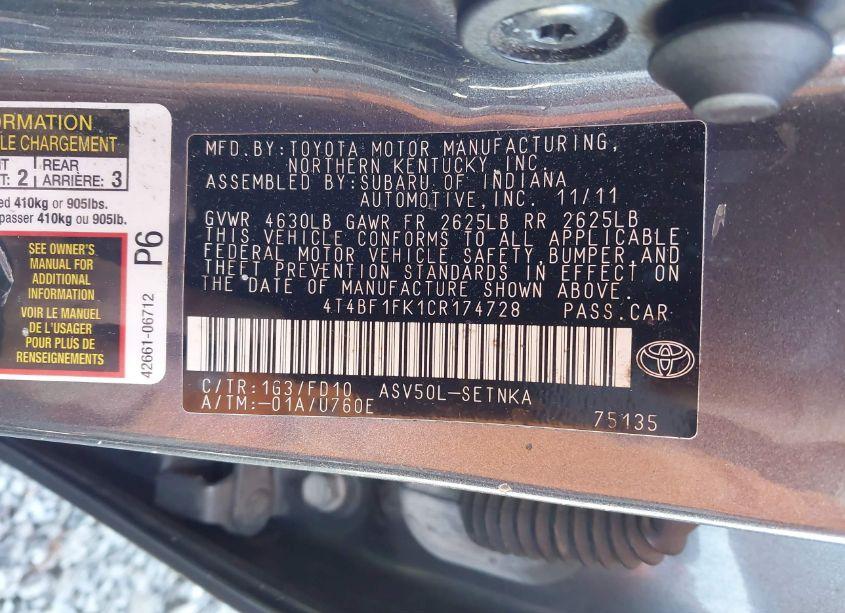 ORMATION
LE CHARGEMENT
NT REAR
T: 2 ARRIÈRE: 3
ed 410kg or 905lbs.
passer 410kg ou 905lb.
SEE OWNER'S
MANUAL FOR
ADDITIONAL
INFORMATION
VOIR LE MANUEL
DE L'USAGER
POUR PLUS DE
RENSEIGNEMENTS
P6
42661-06712
MFD.BY:TOYOTA MOTOR MANUFACTURING,
NORTHERN KENTUCKY,INC.
ASSEMBLED BY:SUBARU OF INDIANA
AUTOMOTIVE,INC. 11/11
GVWR 4630LB GAWR FR 2625LB RR 2625LB
THIS VEHICLE CONFORMS TO ALL APPLICABLE
FEDERAL MOTOR VEHICLE SAFETY,BUMPER,AND
THEFT PREVENTION STANDARDS IN EFFECT ON
THE DATE OF MANUFACTURE SHOWN ABOVE.
4T4BF1FK1CR174728 PASS.CAR
C/TR:1G3/FD10 ASV50L-SETNKA
A/TM:-01A/U760E
75135